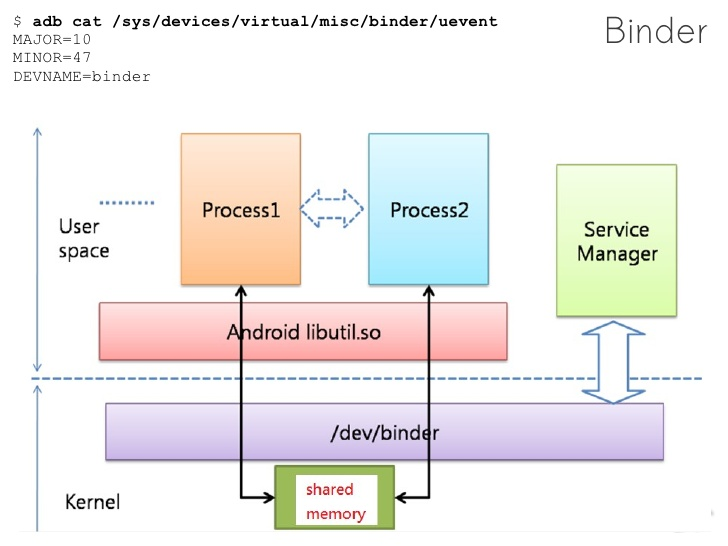 $ adb cat /sys/devices/virtual/misc/binder/uevent
MAJOR=10
MINOR=47
DEVNAME=binder
Binder
User
space
Process1
Process2
Service
Manager
Android libutil.so
/dev/binder
Kernel
shared
memory